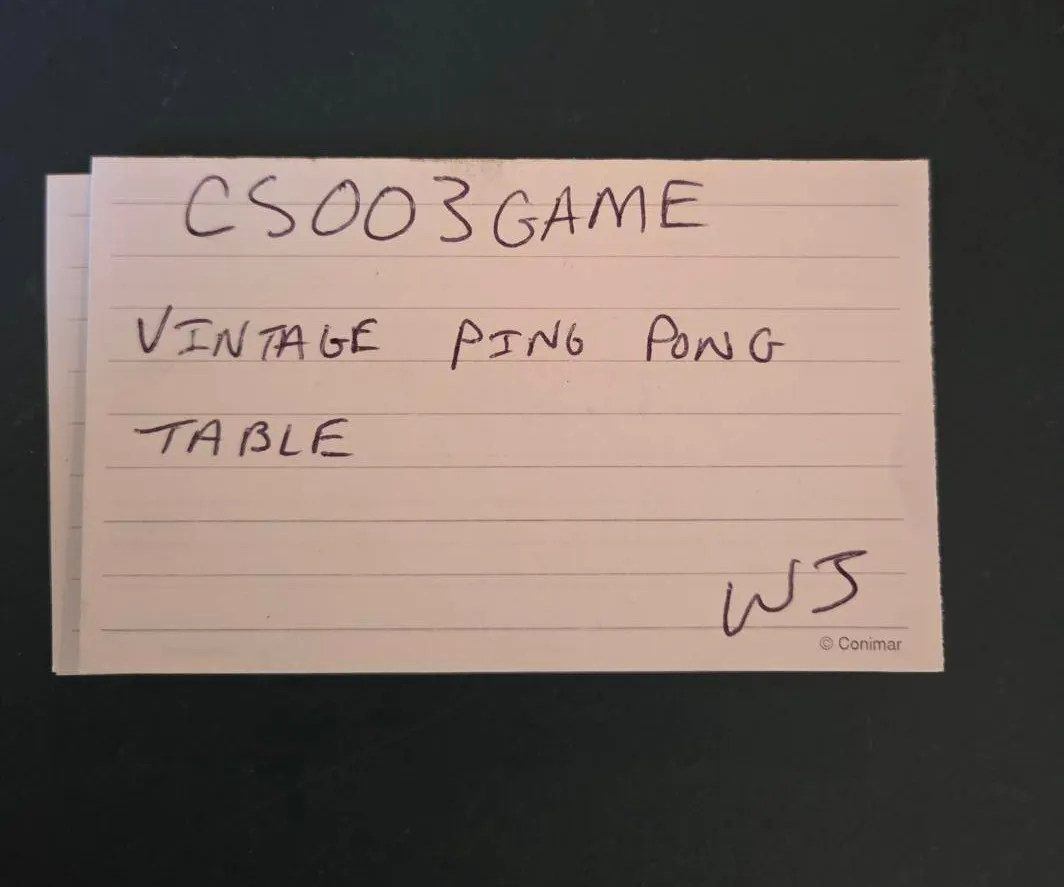 CS003GAME
VINTAGE PING PONG
TABLE
WJ
© Conimar